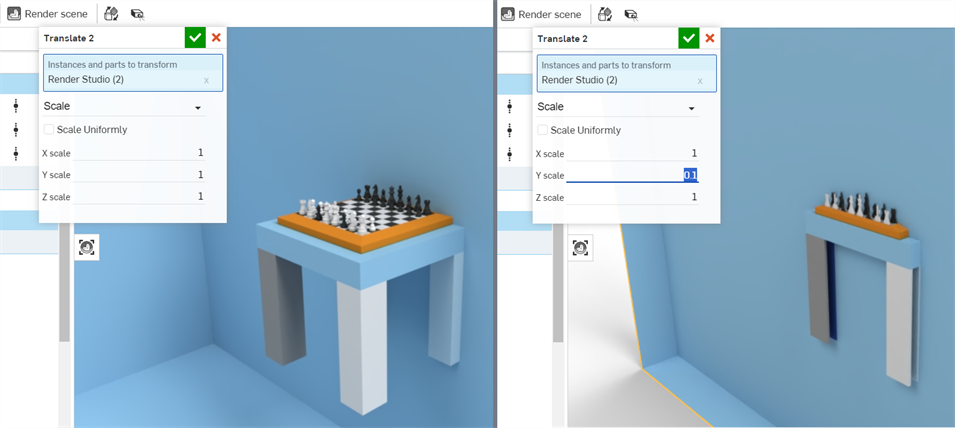 Render scene
Translate 2
Instances and parts to transform
Render Studio (2)
x
Scale
Scale Uniformly
X scale 1
Y scale 1
Z scale 1
Render scene
Translate 2
Instances and parts to transform
Render Studio (2)
x
Scale
Scale Uniformly
X scale 1
Y scale 0.1
Z scale 1